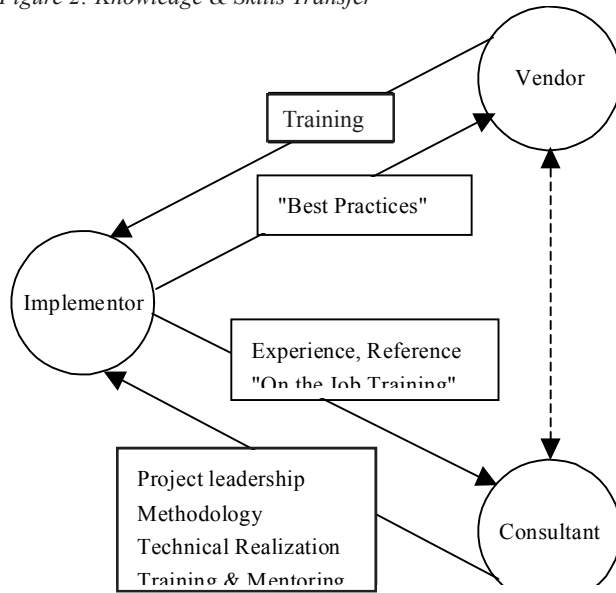 Figure 2: Knowledge & Skills Transfer
Vendor
Training
"Best Practices"
Implementor
Experience, Reference
"On the Job Training"
Project leadership
Methodology
Technical Realization
Training & Mentoring
Consultant